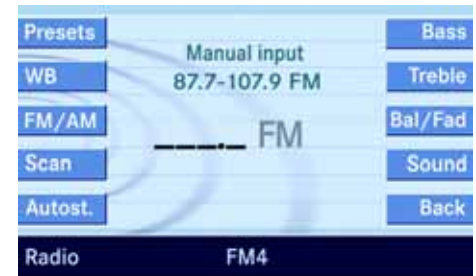 Presets
WB
FM/AM
Scan
Autost.
Manual input
87.7-107.9 FM
___._ FM
Bass
Treble
Bal/Fad
Sound
Back
Radio FM4